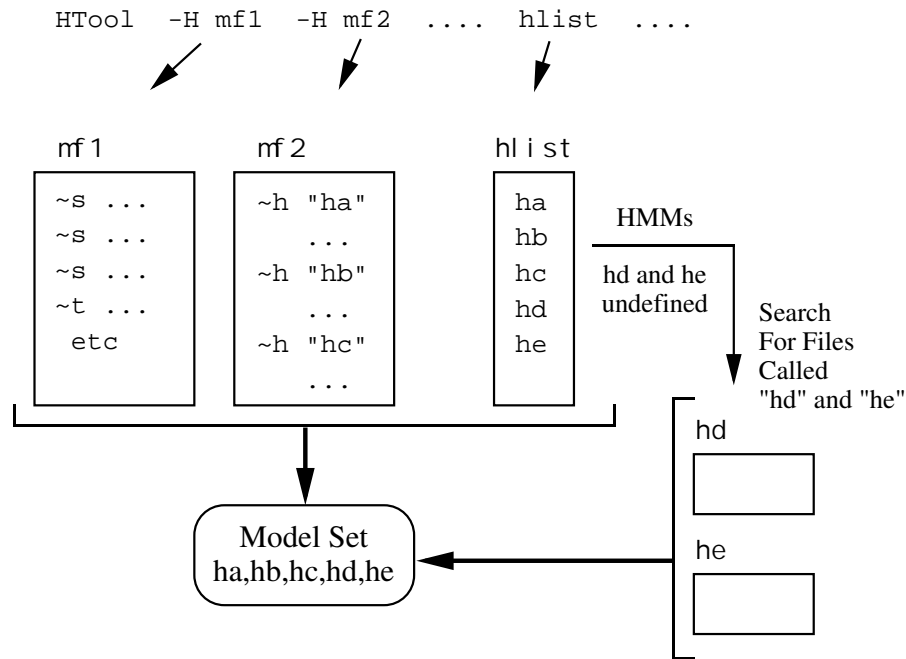 HTool -H mf1 -H mf2 .... hlist ....
mf1
~s ...
~s ...
~s ...
~t ...
etc
mf2
~h "ha"
...
~h "hb"
...
~h "hc"
...
hlist
ha
hb
hc
hd
he
HMMs
hd and he
undefined
Search
For Files
Called
"hd" and "he"
hd
he
Model Set
ha,hb,hc,hd,he